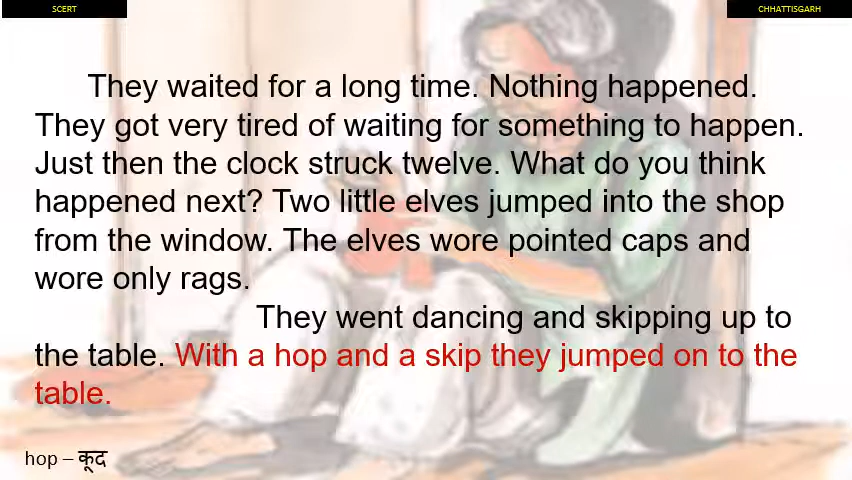 SCERT
CHHATTISGARH
They waited for a long time. Nothing happened.
They got very tired of waiting for something to happen.
Just then the clock struck twelve. What do you think
happened next? Two little elves jumped into the shop
from the window. The elves wore pointed caps and
wore only rags.
They went dancing and skipping up to
the table. With a hop and a skip they jumped on to the
table.
hop – कूद